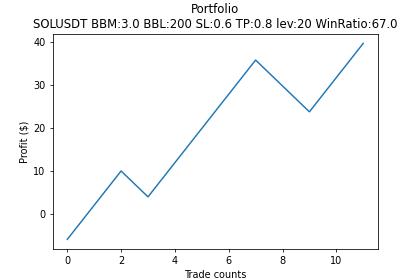 Portfolio
SOLUSDT BBM:3.0 BBL:200 SL:0.6 TP:0.8 lev:20 WinRatio:67.0
40
30
20
10
0
Profit ($)
0 2 4 6 8 10
Trade counts